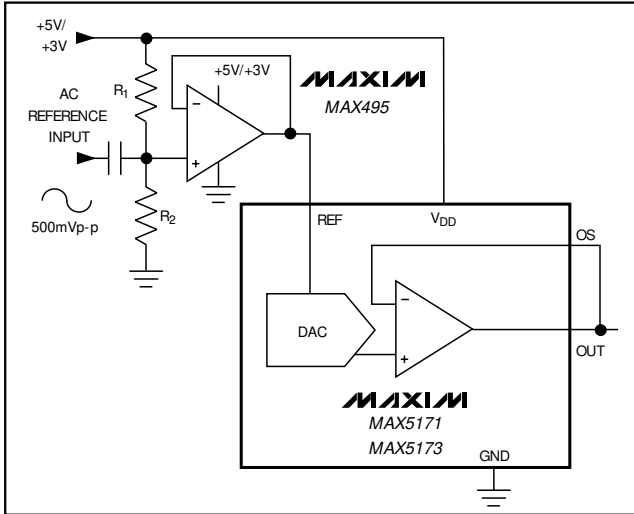 +5V/
+3V
R1
+5V/+3V
MAXIM
MAX495
AC
REFERENCE
INPUT
−
+
500mVp-p
R2
REF
VDD
OS
DAC
−
+
OUT
MAXIM
MAX5171
MAX5173
GND